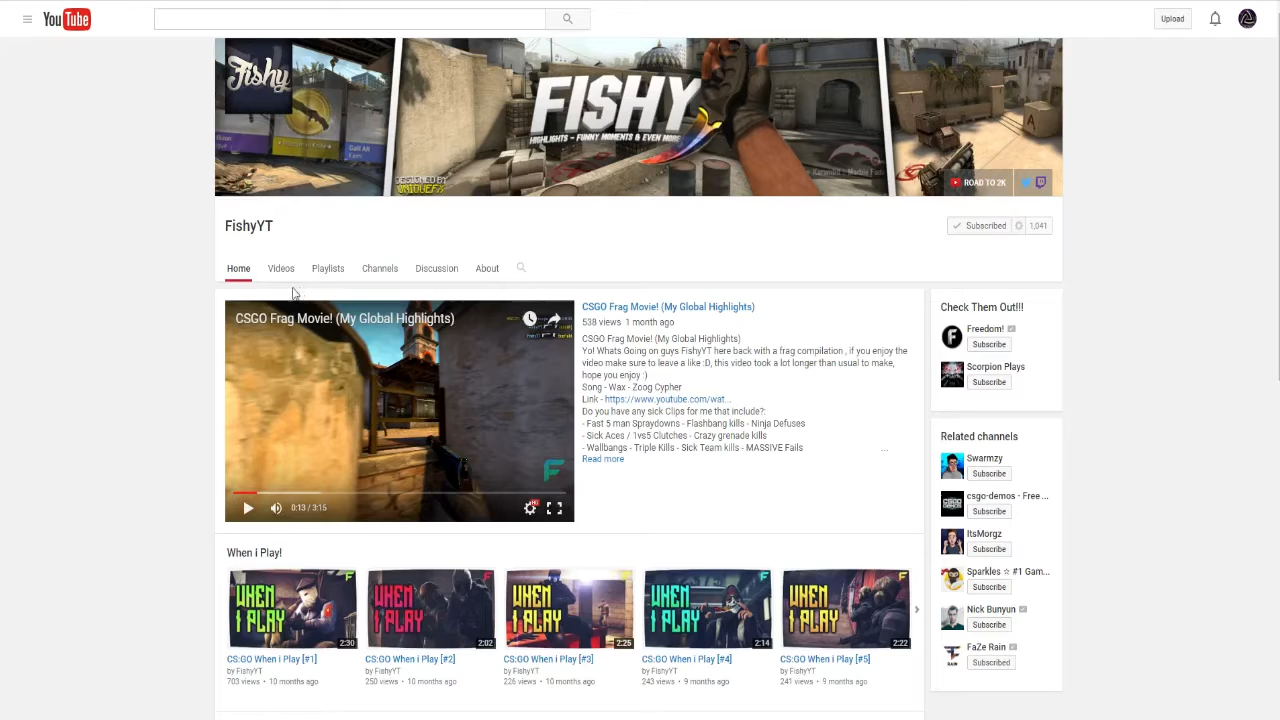 YouTube
Upload
Fishy
FISHY
HIGHLIGHTS - FUNNY MOMENTS & EVEN MORE
DESIGNED BY
UNIQUEFX
ROAD TO 2K
FishyYT
Subscribed 1,041
Home Videos Playlists Channels Discussion About
CSGO Frag Movie! (My Global Highlights)
0:13 / 3:15
CSGO Frag Movie! (My Global Highlights)
538 views 1 month ago
CSGO Frag Movie! (My Global Highlights)
Yo! Whats Going on guys FishyYT here back with a frag compilation , if you enjoy the
video make sure to leave a like :D, this video took a lot longer than usual to make,
hope you enjoy :)
Song - Wax - Zoog Cypher
Link - https://www.youtube.com/wat...
Do you have any sick Clips for me that include?:
- Fast 5 man Spraydowns - Flashbang kills - Ninja Defuses
- Sick Aces / 1vs5 Clutches - Crazy grenade kills
- Wallbangs - Triple Kills - Sick Team kills - MASSIVE Fails
...
Read more
Check Them Out!!!
Freedom!
Subscribe
Scorpion Plays
Subscribe
Related channels
Swarmzy
Subscribe
csgo-demos - Free ...
Subscribe
ItsMorgz
Subscribe
Sparkles ☆ #1 Gam...
Subscribe
Nick Bunyun
Subscribe
FaZe Rain
Subscribed
When i Play!
WHEN I PLAY 2:30
WHEN I PLAY 2:02
WHEN I PLAY 2:25
WHEN I PLAY 2:14
WHEN I PLAY 2:22
CS:GO When i Play [#1]
by FishyYT
703 views • 10 months ago
CS:GO When i Play [#2]
by FishyYT
250 views • 10 months ago
CS:GO When i Play [#3]
by FishyYT
226 views • 10 months ago
CS:GO When i Play [#4]
by FishyYT
243 views • 9 months ago
CS:GO When i Play [#5]
by FishyYT
241 views • 9 months ago